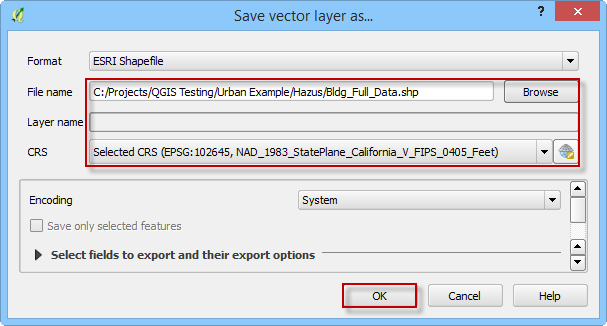 Save vector layer as...
?
Format ESRI Shapefile
File name C:/Projects/QGIS Testing/Urban Example/Hazus/Bldg_Full_Data.shp Browse
Layer name
CRS Selected CRS (EPSG:102645, NAD_1983_StatePlane_California_V_FIPS_0405_Feet)
Encoding System
Save only selected features
Select fields to export and their export options
OK Cancel Help